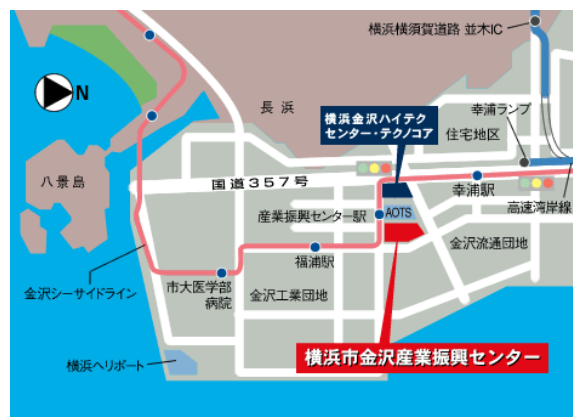 横浜横須賀道路 並木IC
N
長浜
横浜金沢ハイテク
センター・テクノコア
幸浦ランプ
住宅地区
八景島
国道357号
幸浦駅
高速湾岸線
産業振興センター駅
AOTS
金沢流通団地
福浦駅
金沢シーサイドライン
市大医学部
病院
金沢工業団地
横浜ヘリポート
横浜市金沢産業振興センター